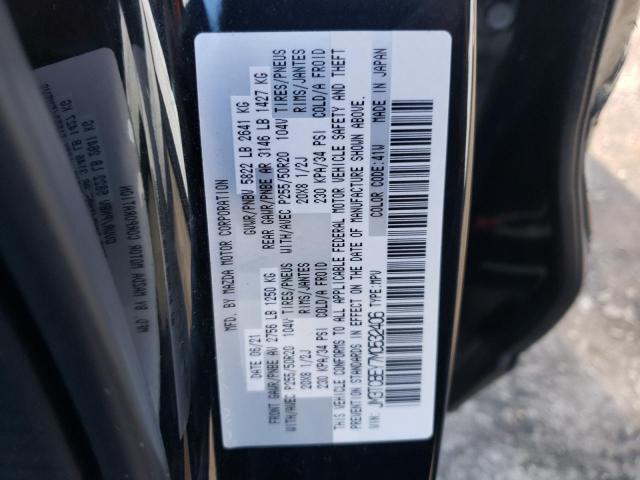 MFD. BY MAZDA MOTOR CORPORATION
DATE 06/21 GVWR/PNBV 5822 LB 2641 KG
FRONT GAWR/PNBE AV 2756 LB 1250 KG REAR GAWR/PNBE AR 3146 LB 1427 KG
WITH/AVEC P255/50R20 104V TIRES/PNEUS WITH/AVEC P255/50R20 104V TIRES/PNEUS
20X8 1/2J RIMS/JANTES 20X8 1/2J RIMS/JANTES
230 KPA/34 PSI COLD/A FROID 230 KPA/34 PSI COLD/A FROID
THIS VEHICLE CONFORMS TO ALL APPLICABLE FEDERAL MOTOR VEHICLE SAFETY AND THEFT
PREVENTION STANDARDS IN EFFECT ON THE DATE OF MANUFACTURE SHOWN ABOVE.
VIN: JM3TCBEY7M0532406 TYPE:MPV COLOR CODE:41W MADE IN JAPAN